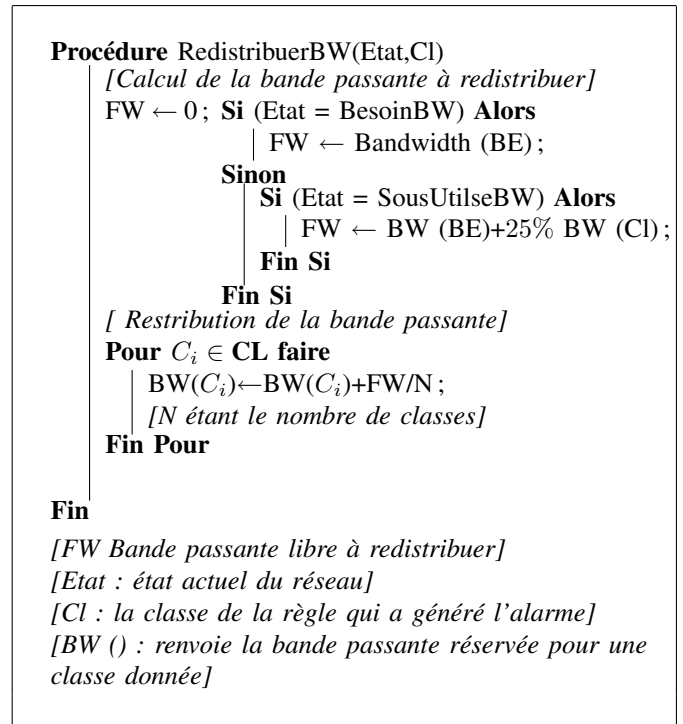 Procédure RedistribuerBW(Etat,Cl)
[Calcul de la bande passante à redistribuer]
FW ← 0 ; Si (Etat = BesoinBW) Alors
FW ← Bandwidth (BE) ;
Sinon
Si (Etat = SousUtilseBW) Alors
FW ← BW (BE)+25% BW (Cl) ;
Fin Si
Fin Si
[ Restribution de la bande passante]
Pour C_i ∈ CL faire
BW(C_i)←BW(C_i)+FW/N ;
[N étant le nombre de classes]
Fin Pour
Fin
[FW Bande passante libre à redistribuer]
[Etat : état actuel du réseau]
[Cl : la classe de la règle qui a généré l'alarme]
[BW () : renvoie la bande passante réservée pour une
classe donnée]